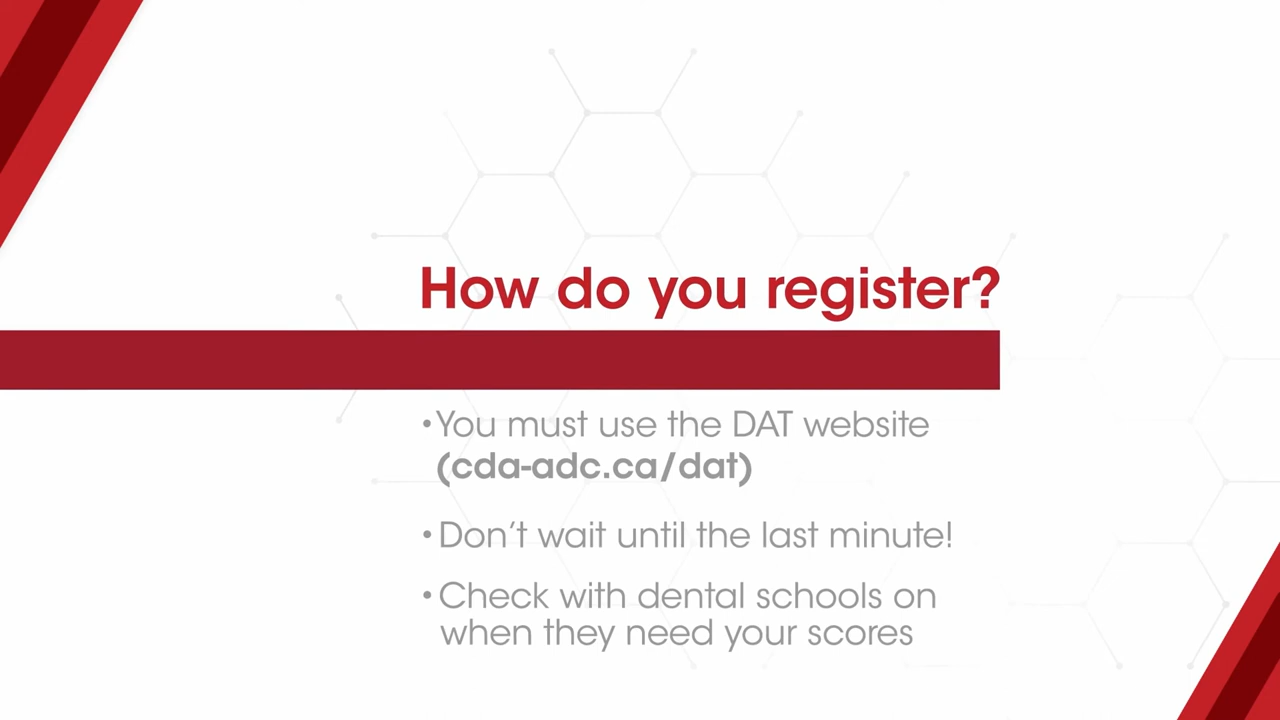 How do you register?
•You must use the DAT website
(cda-adc.ca/dat)
•Don’t wait until the last minute!
•Check with dental schools on
when they need your scores